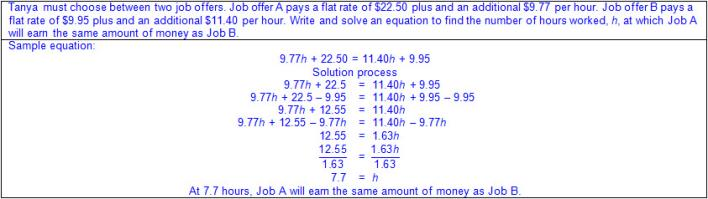 Tanya must choose between two job offers. Job offer A pays a flat rate of $22.50 plus and an additional $9.77 per hour. Job offer B pays a
flat rate of $9.95 plus and an additional $11.40 per hour. Write and solve an equation to find the number of hours worked, h, at which Job A
will earn the same amount of money as Job B.
Sample equation:
9.77h + 22.50 = 11.40h + 9.95
Solution process
9.77h + 22.5 = 11.40h + 9.95
9.77h + 22.5 – 9.95 = 11.40h + 9.95 – 9.95
9.77h + 12.55 = 11.40h
9.77h + 12.55 – 9.77h = 11.40h – 9.77h
12.55 = 1.63h
12.55 1.63h
=
1.63 1.63
7.7 = h
At 7.7 hours, Job A will earn the same amount of money as Job B.